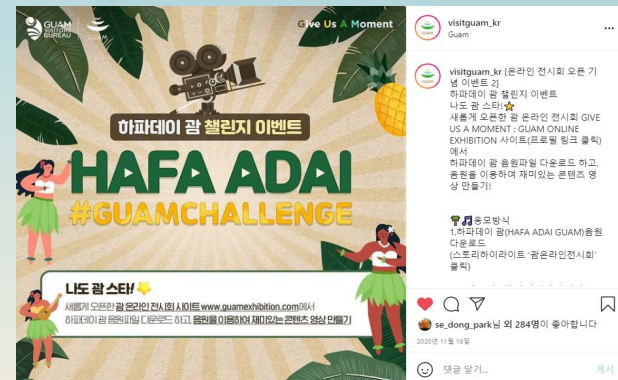 GUAM
VISITORS
BUREAU
GUAM
Give Us A Moment
하파데이 괌 챌린지 이벤트
HAFA ADAI
#GUAMCHALLENGE
나도 괌 스타!
새롭게 오픈한 괌 온라인 전시회 사이트 www.guamexhibition.com에서
하파데이 괌 음원파일 다운로드 하고, 음원을 이용하여 재미있는 콘텐츠 영상 만들기
visitguam_kr
Guam
visitguam_kr [온라인 전시회 오픈 기
념 이벤트 2]
하파데이 괌 챌린지 이벤트
나도 괌 스타!⭐
새롭게 오픈한 괌 온라인 전시회 GIVE
US A MOMENT : GUAM ONLINE
EXHIBITION 사이트(프로필 링크 클릭)
에서
하파데이 괌 음원파일 다운로드 하고,
음원을 이용하여 재미있는 콘텐츠 영
상 만들기!
응모방식
1.하파데이 괌(HAFA ADAI GUAM)음원
다운로드
(스토리하이라이트 '괌온라인전시회'
클릭)
se_dong_park님 외 284명이 좋아합니다
2020년 11월 18일
댓글 달기...
게시